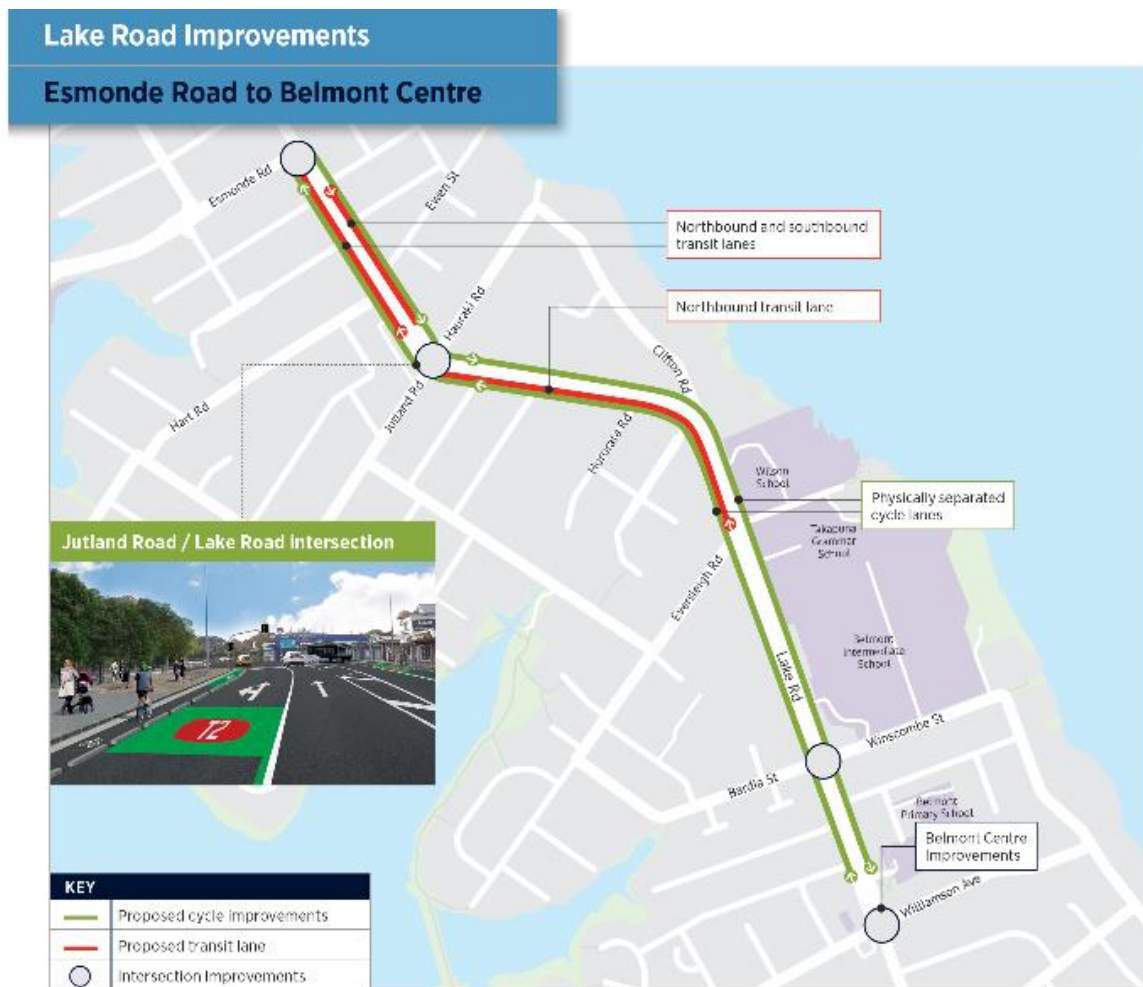 Lake Road Improvements
Esmonde Road to Belmont Centre
Esmonde Rd
Ewen St
Northbound and southbound
transit lanes
Hauraki Rd
Northbound transit lane
Clifton Rd
Hart Rd
Jutland Rd
Hororata Rd
Wilson
School
Physically separated
cycle lanes
Takapuna
Grammar
School
Jutland Road / Lake Road intersection
Eversleigh Rd
Belmont
Intermediate
School
Lake Rd
T2
Winscombe St
Bardia St
Belmont
Primary School
Belmont Centre
Improvements
Williamson Ave
KEY
Proposed cycle improvements
Proposed transit lane
Intersection Improvements